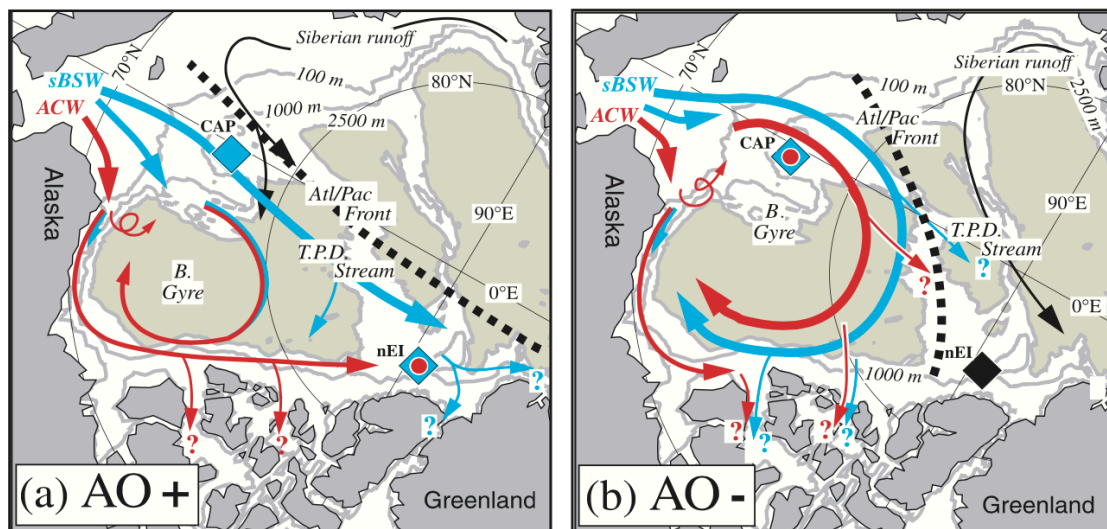 Siberian runoff
70°N
sBSW
ACW
100 m
1000 m
2500 m
80°N
CAP
Alaska
Atl/Pac
Front
90°E
T.P.D.
Stream
B.
Gyre
0°E
nEI
?
?
?
?
(a) AO +
Greenland
70°N
sBSW
ACW
100 m
Siberian runoff
80°N
2500 m
Atl/Pac
Front
CAP
Alaska
B.
Gyre
90°E
T.P.D.
Stream
?
?
0°E
nEI
1000 m
?
?
?
?
(b) AO -
Greenland